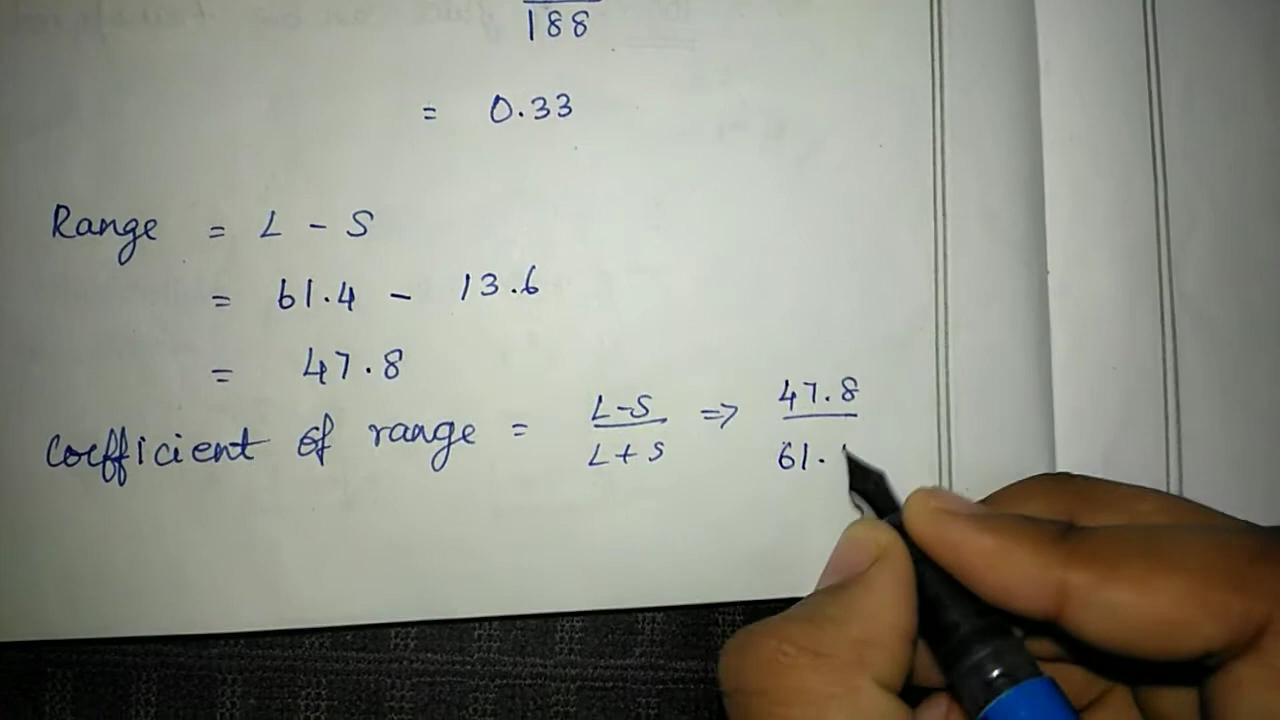 188
= 0.33
Range = L - S
= 61.4 - 13.6
= 47.8
Coefficient of range = L-S / L+S => 47.8 / 61.